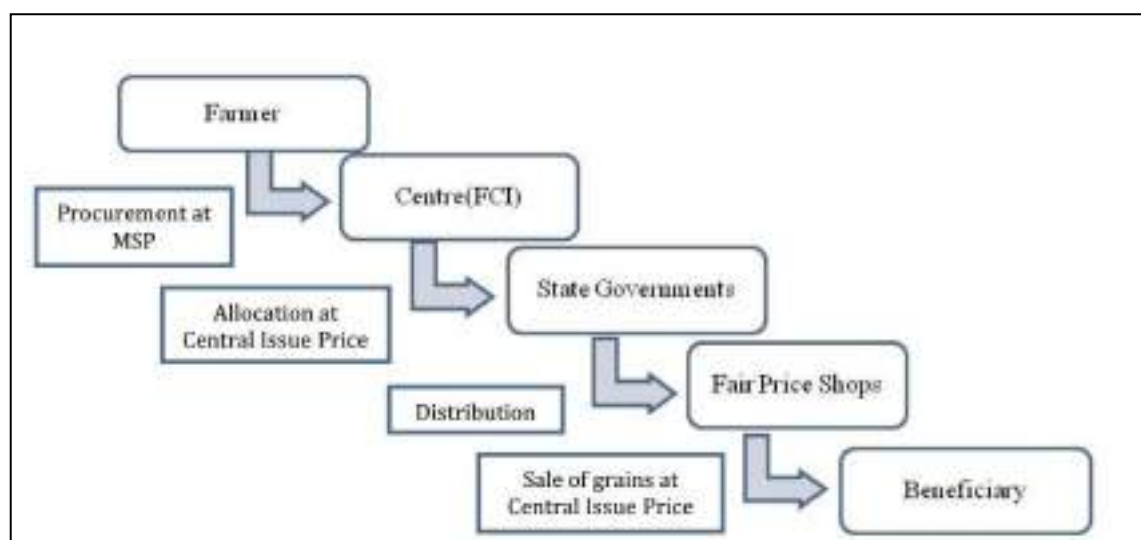 Farmer
Procurement at
MSP
Centre(FCI)
Allocation at
Central Issue Price
State Governments
Distribution
Fair Price Shops
Sale of grains at
Central Issue Price
Beneficiary